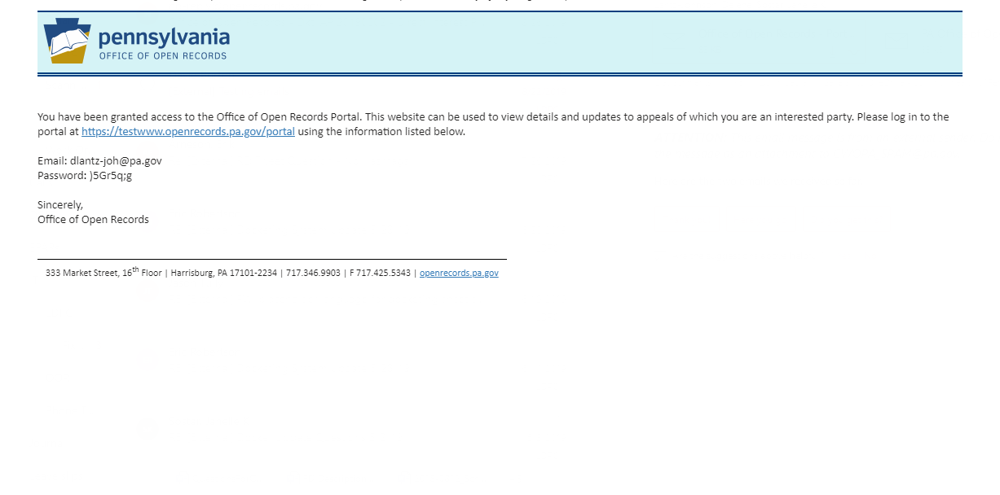 pennsylvania
OFFICE OF OPEN RECORDS
You have been granted access to the Office of Open Records Portal. This website can be used to view details and updates to appeals of which you are an interested party. Please log in to the
portal at https://testwww.openrecords.pa.gov/portal using the information listed below.
Email: dlantz-joh@pa.gov
Password: )5Gr5q;g
Sincerely,
Office of Open Records
333 Market Street, 16th Floor | Harrisburg, PA 17101-2234 | 717.346.9903 | F 717.425.5343 | openrecords.pa.gov